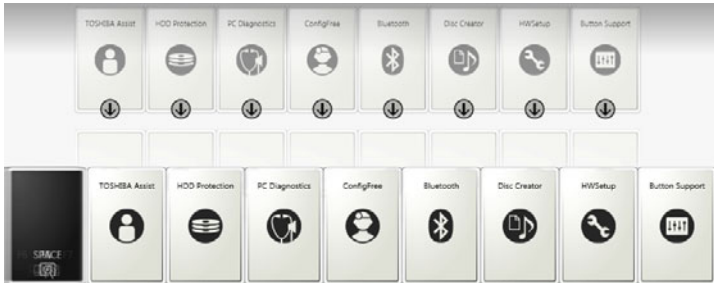 TOSHIBA Assist HDD Protection PC Diagnostics ConfigFree Bluetooth Disc Creator HWSetup Button Support
TOSHIBA Assist HDD Protection PC Diagnostics ConfigFree Bluetooth Disc Creator HWSetup Button Support
SPACE